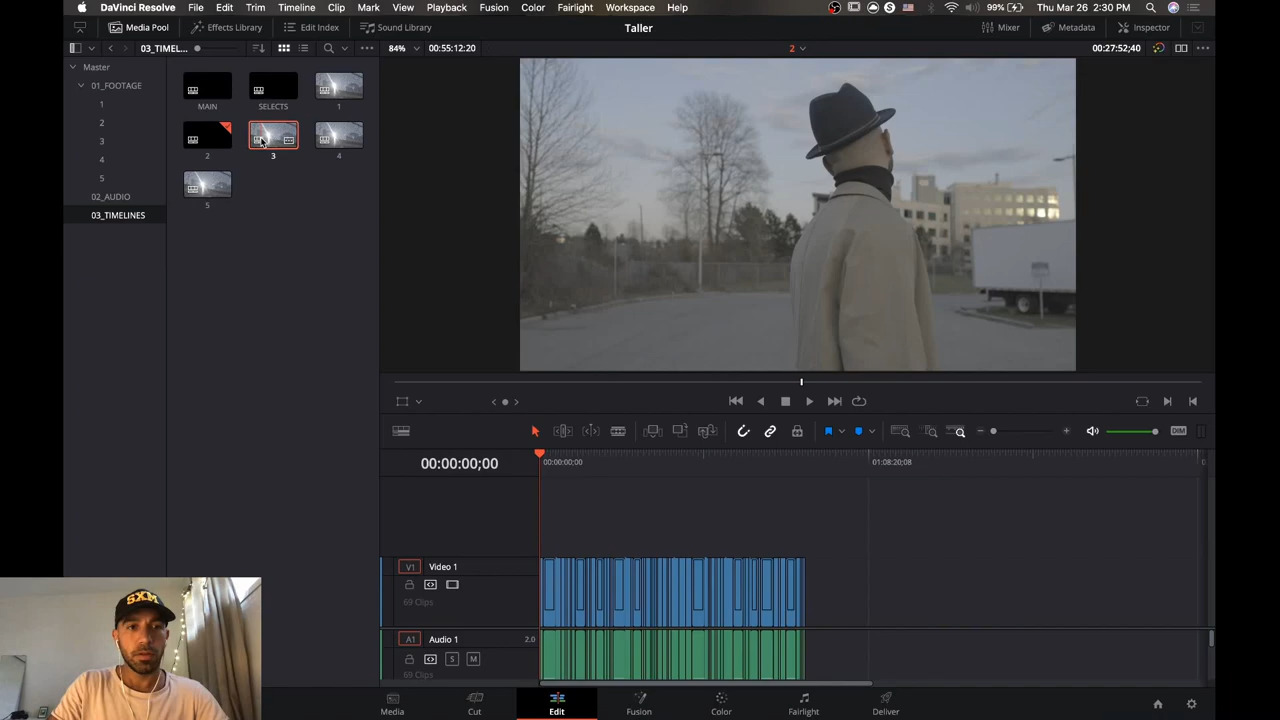 DaVinci Resolve File Edit Trim Timeline Clip Mark View Playback Fusion Color Fairlight Workspace Help 99% Thu Mar 26 2:30 PM
Media Pool Effects Library Edit Index Sound Library Taller Mixer Metadata Inspector
03_TIMEL... 84% 00:55:12:20 2 00:27:52;40
Master
01_FOOTAGE
1
2
3
4
5
02_AUDIO
03_TIMELINES
MAIN SELECTS 1
2 3 4
5
DIM
00:00:00;00 00:00:00;00 01:08:20;08
V1 Video 1
69 Clips
A1 Audio 1 2.0
S M
69 Clips
SXM
Media Cut Edit Fusion Color Fairlight Deliver